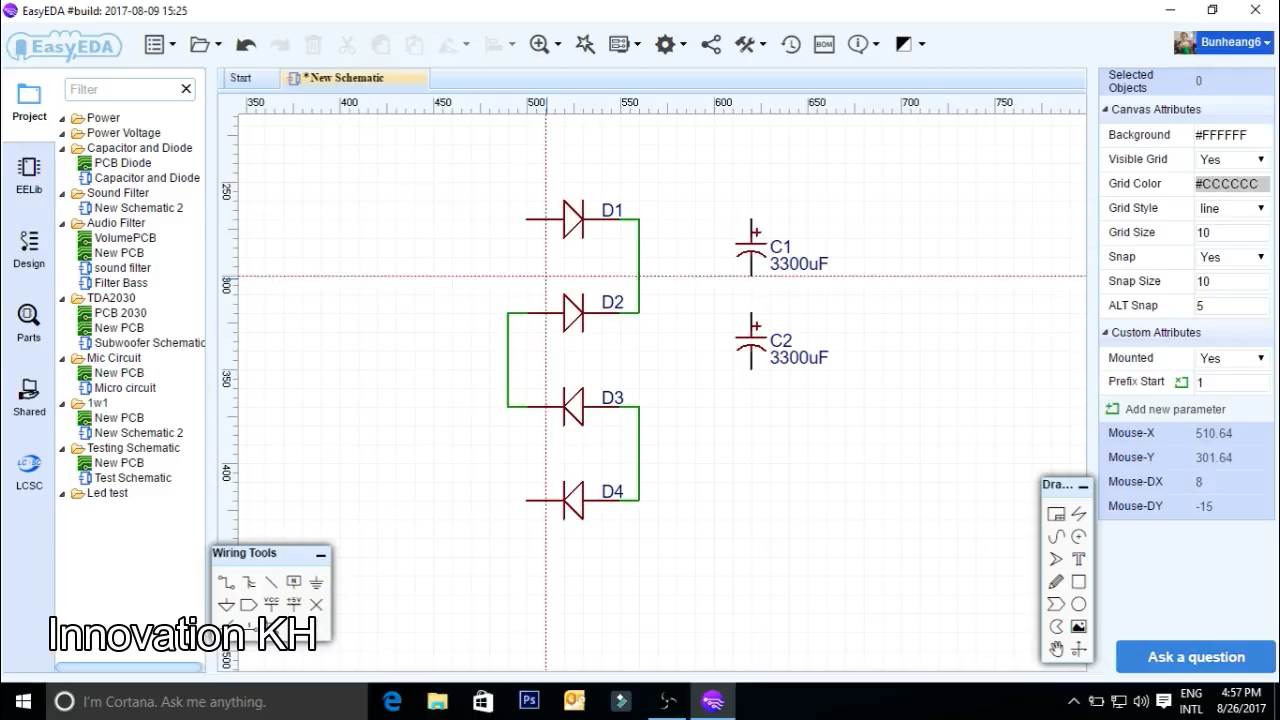 EasyEDA #build: 2017-08-09 15:25
EasyEDA
BOM
Bunheang6
Start
*New Schematic
Filter
Project
EELib
Design
Parts
Shared
LCSC
Power
Power Voltage
Capacitor and Diode
PCB Diode
Capacitor and Diode
Sound Filter
New Schematic 2
Audio Filter
VolumePCB
New PCB
sound filter
Filter Bass
TDA2030
PCB 2030
New PCB
Subwoofer Schematic
Mic Circuit
New PCB
Micro circuit
1w1
New PCB
New Schematic 2
Testing Schematic
New PCB
Test Schematic
Led test
350 400 450 500 550 600 650 700 750
250
300
350
400
500
D1
D2
D3
D4
C1
3300uF
C2
3300uF
Wiring Tools
N
VCC +5V
Dra...
T
Selected Objects 0
Canvas Attributes
Background #FFFFFF
Visible Grid Yes
Grid Color #CCCCCC
Grid Style line
Grid Size 10
Snap Yes
Snap Size 10
ALT Snap 5
Custom Attributes
Mounted Yes
Prefix Start 1
Add new parameter
Mouse-X 510.64
Mouse-Y 301.64
Mouse-DX 8
Mouse-DY -15
Ask a question
Innovation KH
I'm Cortana. Ask me anything.
Ps
ENG
INTL
4:57 PM
8/26/2017